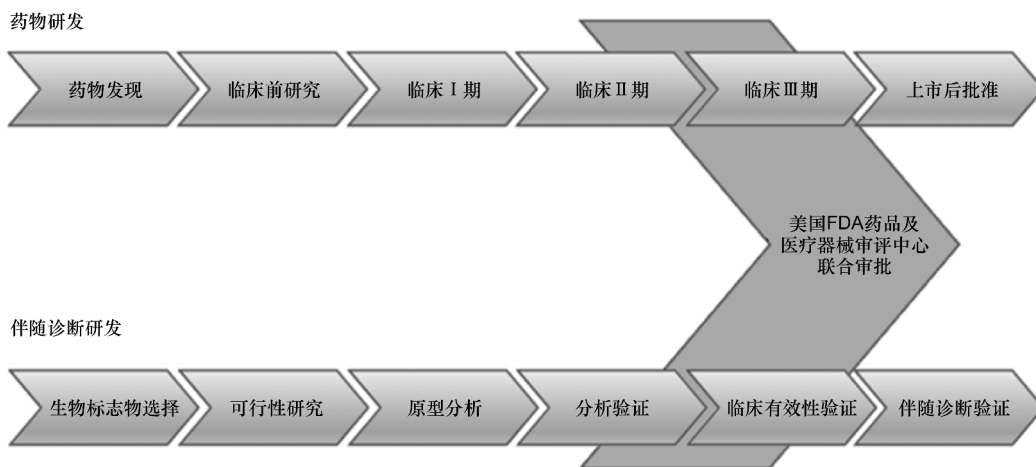 药物研发
药物发现
临床前研究
临床Ⅰ期
临床Ⅱ期
临床Ⅲ期
上市后批准
美国FDA药品及
医疗器械审评中心
联合审批
伴随诊断研发
生物标志物选择
可行性研究
原型分析
分析验证
临床有效性验证
伴随诊断验证